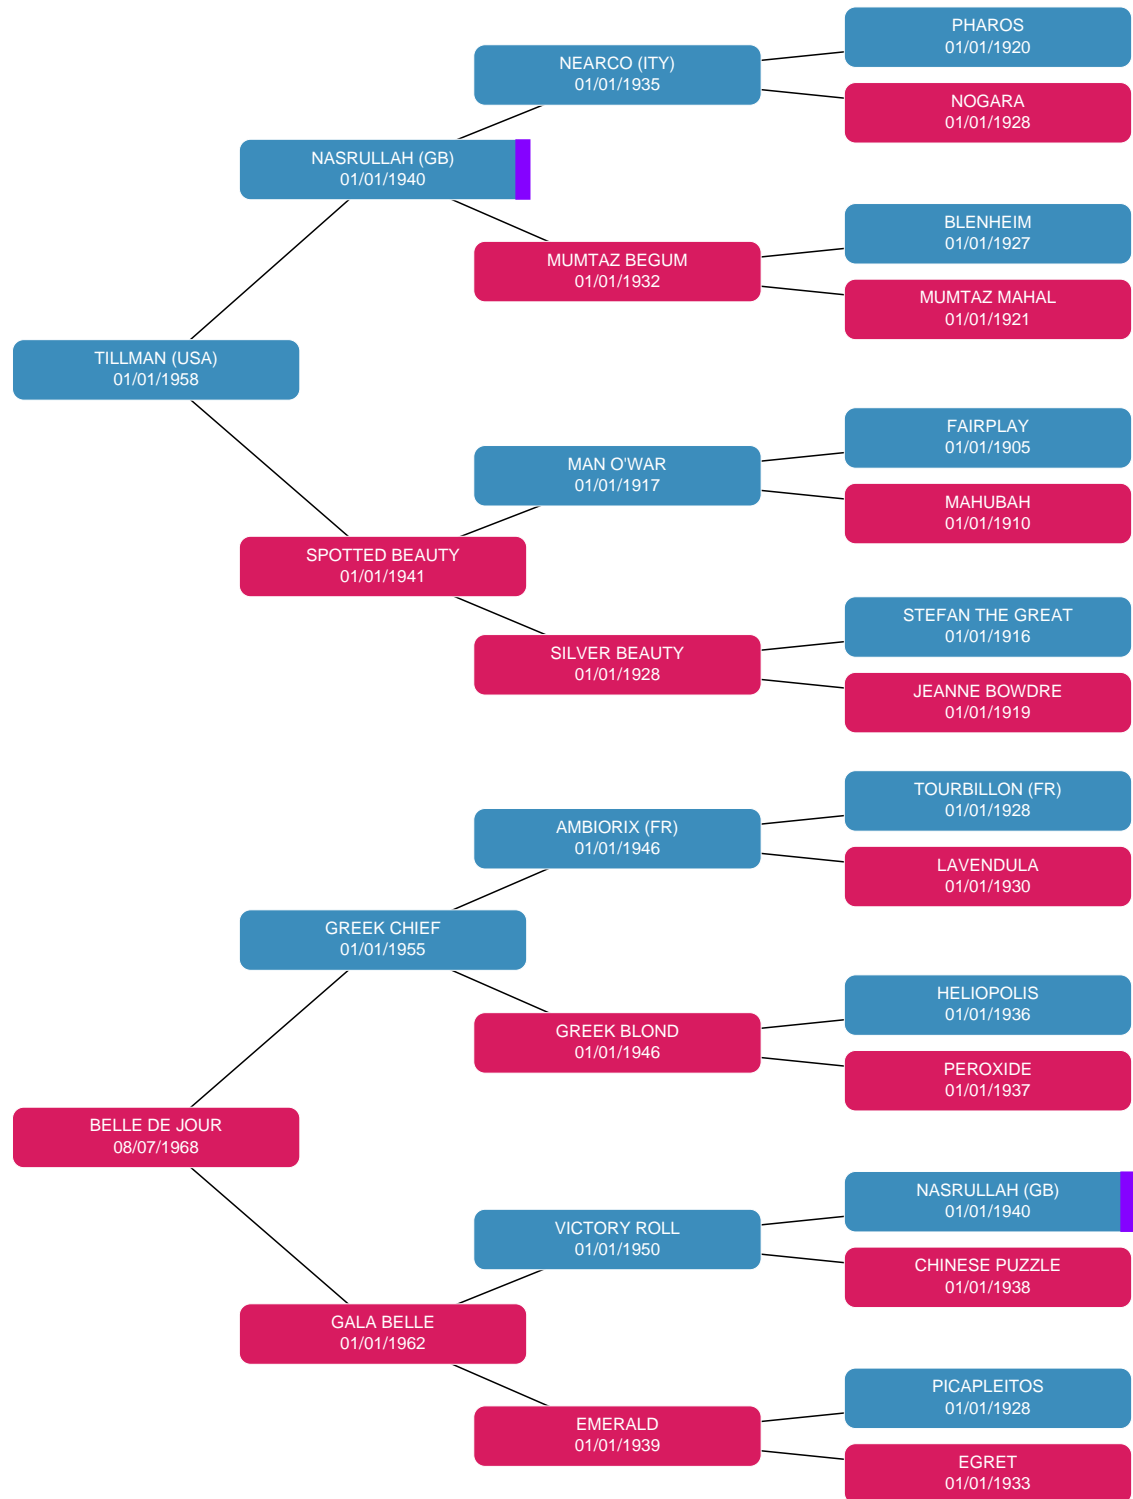 PHAROS
01/01/1920
NEARCO (ITY)
01/01/1935
NOGARA
01/01/1928
NASRULLAH (GB)
01/01/1940
BLENHEIM
01/01/1927
MUMTAZ BEGUM
01/01/1932
MUMTAZ MAHAL
01/01/1921
TILLMAN (USA)
01/01/1958
FAIRPLAY
01/01/1905
MAN O'WAR
01/01/1917
MAHUBAH
01/01/1910
SPOTTED BEAUTY
01/01/1941
STEFAN THE GREAT
01/01/1916
SILVER BEAUTY
01/01/1928
JEANNE BOWDRE
01/01/1919
TOURBILLON (FR)
01/01/1928
AMBIORIX (FR)
01/01/1946
LAVENDULA
01/01/1930
GREEK CHIEF
01/01/1955
HELIOPOLIS
01/01/1936
GREEK BLOND
01/01/1946
PEROXIDE
01/01/1937
BELLE DE JOUR
08/07/1968
NASRULLAH (GB)
01/01/1940
VICTORY ROLL
01/01/1950
CHINESE PUZZLE
01/01/1938
GALA BELLE
01/01/1962
PICAPLEITOS
01/01/1928
EMERALD
01/01/1939
EGRET
01/01/1933